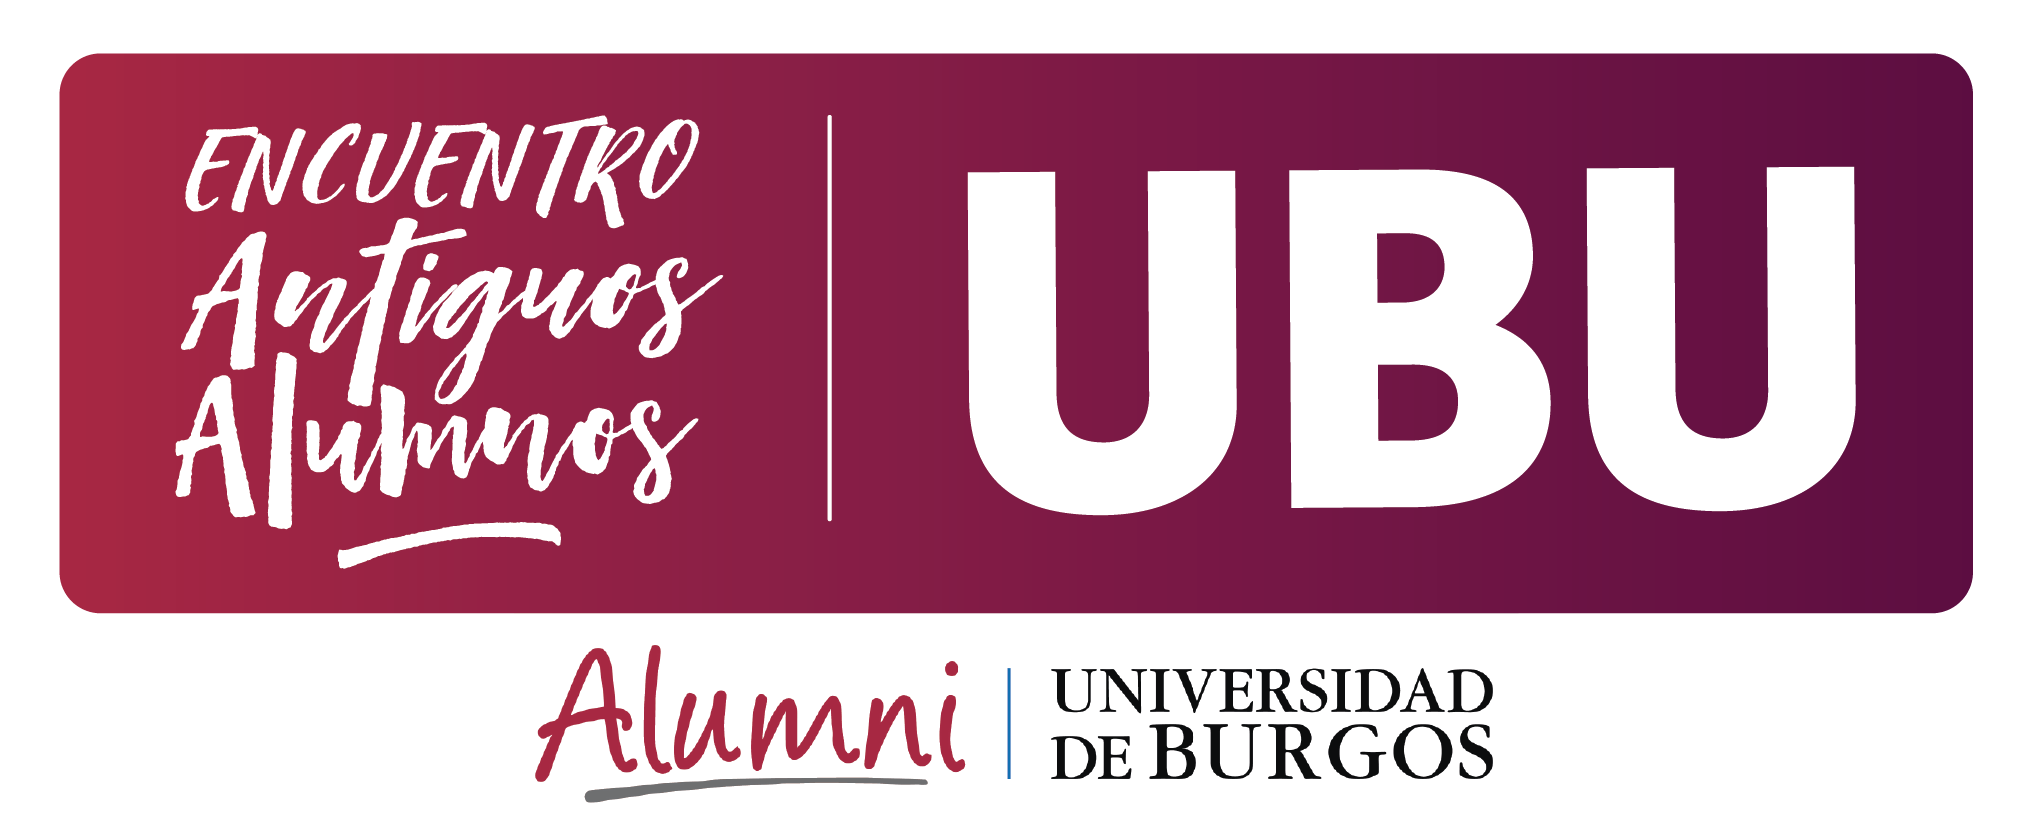 ENCUENTRO
Antiguos
Alumnos
UBU
Alumni
UNIVERSIDAD
DE BURGOS